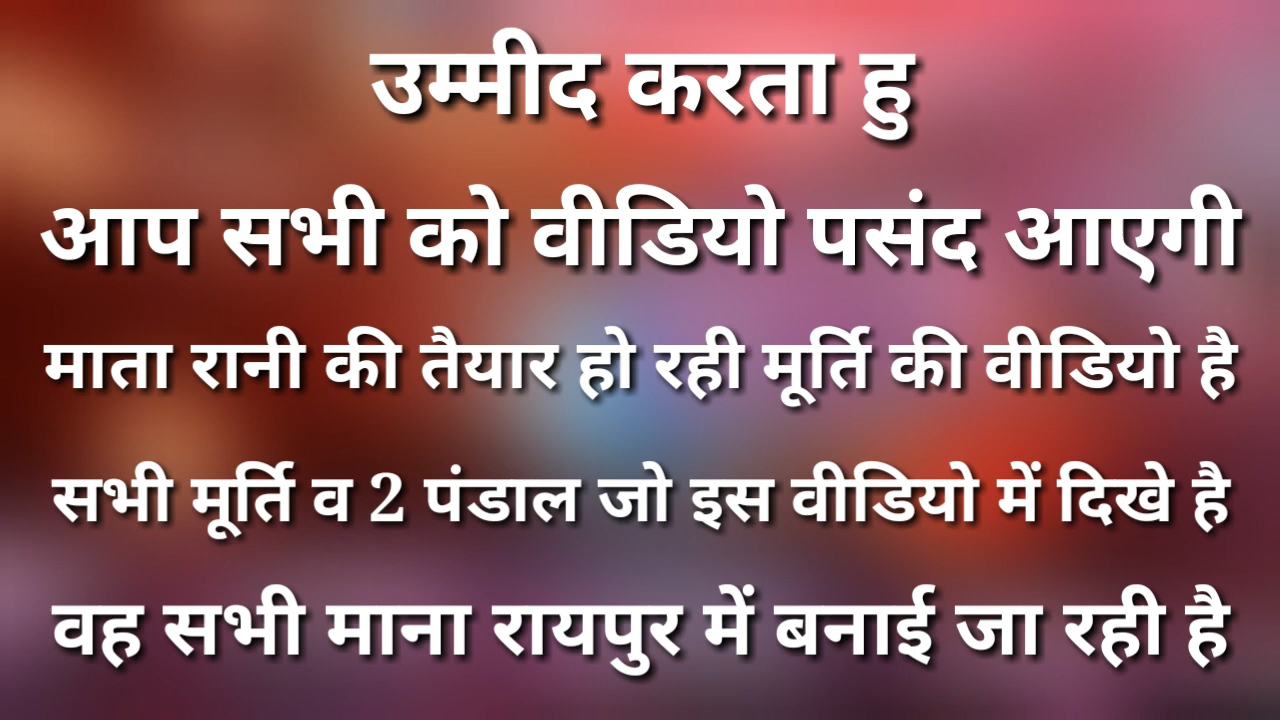 उम्मीद करता हु
आप सभी को वीडियो पसंद आएगी
माता रानी की तैयार हो रही मूर्ति की वीडियो है
सभी मूर्ति व 2 पंडाल जो इस वीडियो में दिखे है
वह सभी माना रायपुर में बनाई जा रही है